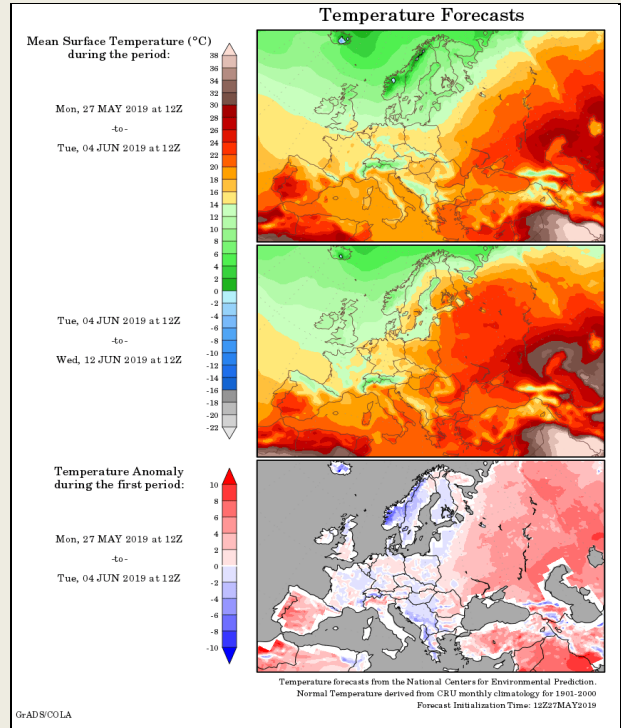 Temperature Forecasts
Mean Surface Temperature (°C)
during the period:
Mon, 27 MAY 2019 at 12Z
-to-
Tue, 04 JUN 2019 at 12Z
38
36
34
32
30
28
26
24
22
20
18
16
14
12
10
8
6
4
2
0
-2
-4
-6
-8
-10
-12
-14
-16
-18
-20
-22
Tue, 04 JUN 2019 at 12Z
-to-
Wed, 12 JUN 2019 at 12Z
Temperature Anomaly
during the first period:
Mon, 27 MAY 2019 at 12Z
-to-
Tue, 04 JUN 2019 at 12Z
10
8
6
4
2
0
-2
-4
-6
-8
-10
Temperature forecasts from the National Centers for Environmental Prediction.
Normal Temperature derived from CRU monthly climatology for 1901-2000
Forecast Initialization Time: 12Z27MAY2019
GrADS/COLA